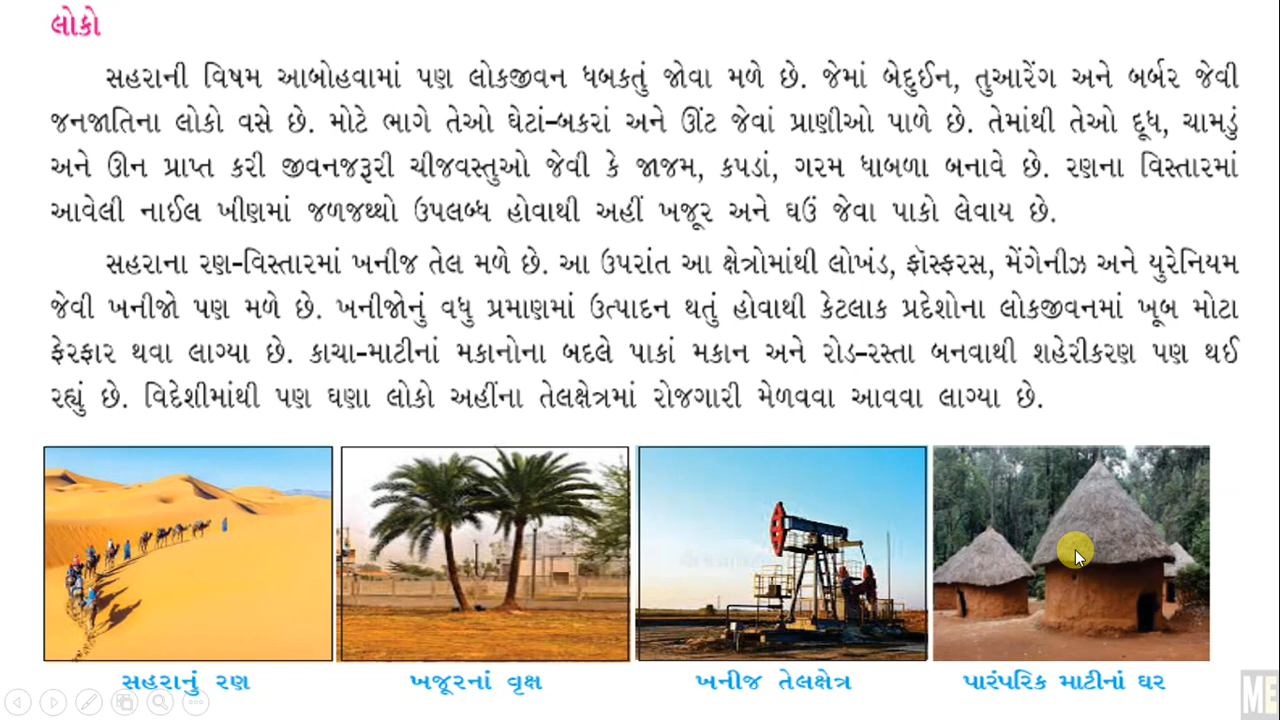 લોકો
સહરાની વિષમ આબોહવામાં પણ લોકજીવન ધબકતું જોવા મળે છે. જેમાં બેદુઈન, તુઆરેંગ અને બર્બર જેવી
જનજાતિના લોકો વસે છે. મોટે ભાગે તેઓ ઘેટાં-બકરાં અને ઊંટ જેવાં પ્રાણીઓ પાળે છે. તેમાંથી તેઓ દૂધ, ચામડું
અને ઊન પ્રાપ્ત કરી જીવનજરૂરી ચીજવસ્તુઓ જેવી કે જાજમ, કપડાં, ગરમ ધાબળા બનાવે છે. રણના વિસ્તારમાં
આવેલી નાઈલ ખીણમાં જળજથ્થો ઉપલબ્ધ હોવાથી અહીં ખજૂર અને ઘઉં જેવા પાકો લેવાય છે.
સહરાના રણ-વિસ્તારમાં ખનીજ તેલ મળે છે. આ ઉપરાંત આ ક્ષેત્રોમાંથી લોખંડ, ફૉસ્ફરસ, મેંગેનીઝ અને યુરેનિયમ
જેવી ખનીજો પણ મળે છે. ખનીજોનું વધુ પ્રમાણમાં ઉત્પાદન થતું હોવાથી કેટલાક પ્રદેશોના લોકજીવનમાં ખૂબ મોટા
ફેરફાર થવા લાગ્યા છે. કાચા-માટીનાં મકાનોના બદલે પાકાં મકાન અને રોડ-રસ્તા બનવાથી શહેરીકરણ પણ થઈ
રહ્યું છે. વિદેશીમાંથી પણ ઘણા લોકો અહીંના તેલક્ષેત્રમાં રોજગારી મેળવવા આવવા લાગ્યા છે.
સહરાનું રણ
ખજૂરનાં વૃક્ષ
ખનીજ તેલક્ષેત્ર
પારંપરિક માટીનાં ઘર
ME